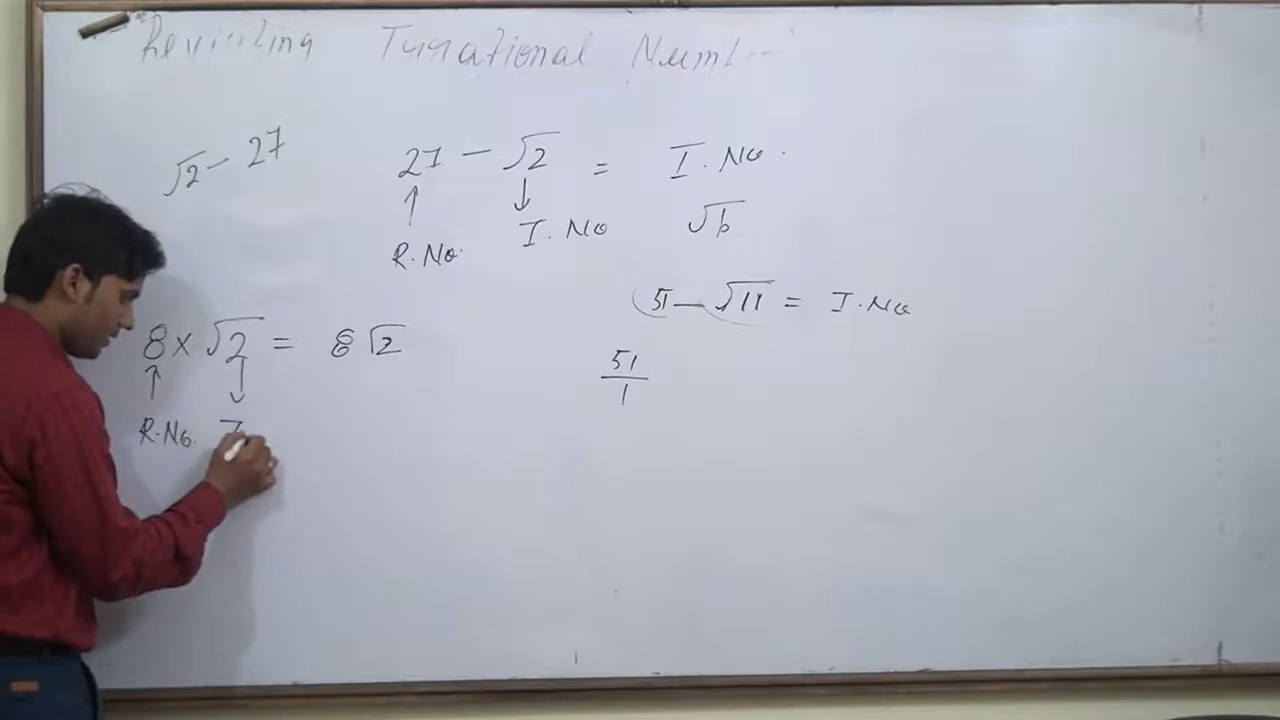 Revisiting Irrational Numb
√2 - 27
27 - √2 = I. No.
R. No. I. No √b
51 - √11 = I. No
8 × √2 = 8√2
51
1
R. No. I